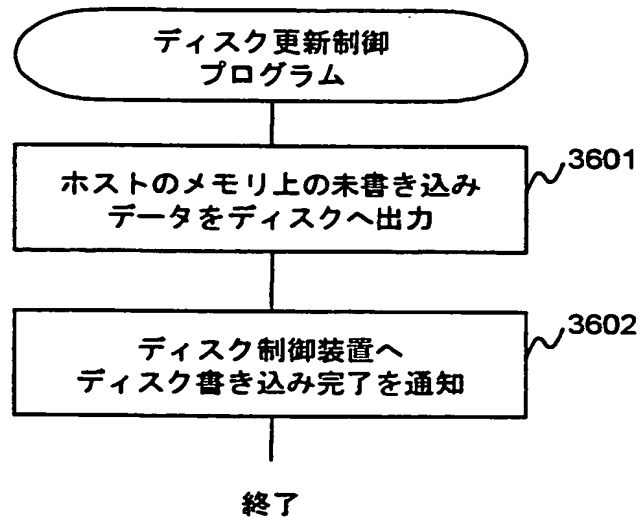 ディスク更新制御
プログラム
ホストのメモリ上の未書き込み
データをディスクへ出力
3601
ディスク制御装置へ
ディスク書き込み完了を通知
3602
終了